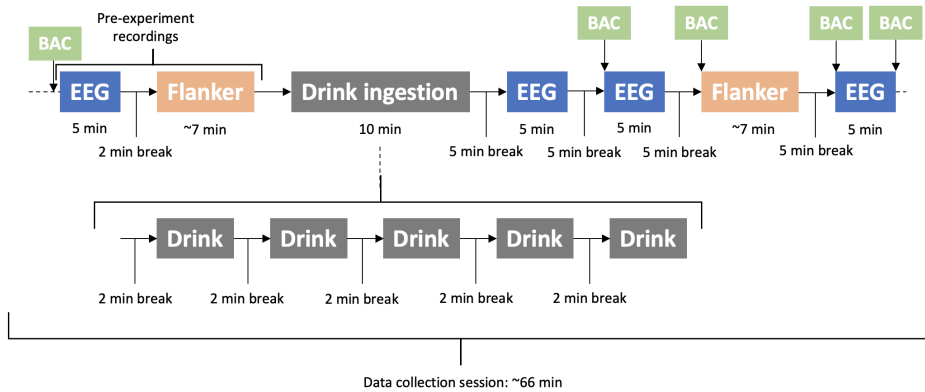 Pre-experiment
recordings
BAC
BAC
BAC
BAC
BAC
EEG
Flanker
Drink ingestion
EEG
EEG
Flanker
EEG
5 min
~7 min
10 min
5 min
5 min
~7 min
5 min
2 min break
5 min break
5 min break
5 min break
5 min break
Drink
Drink
Drink
Drink
Drink
2 min break
2 min break
2 min break
2 min break
2 min break
Data collection session: ~66 min